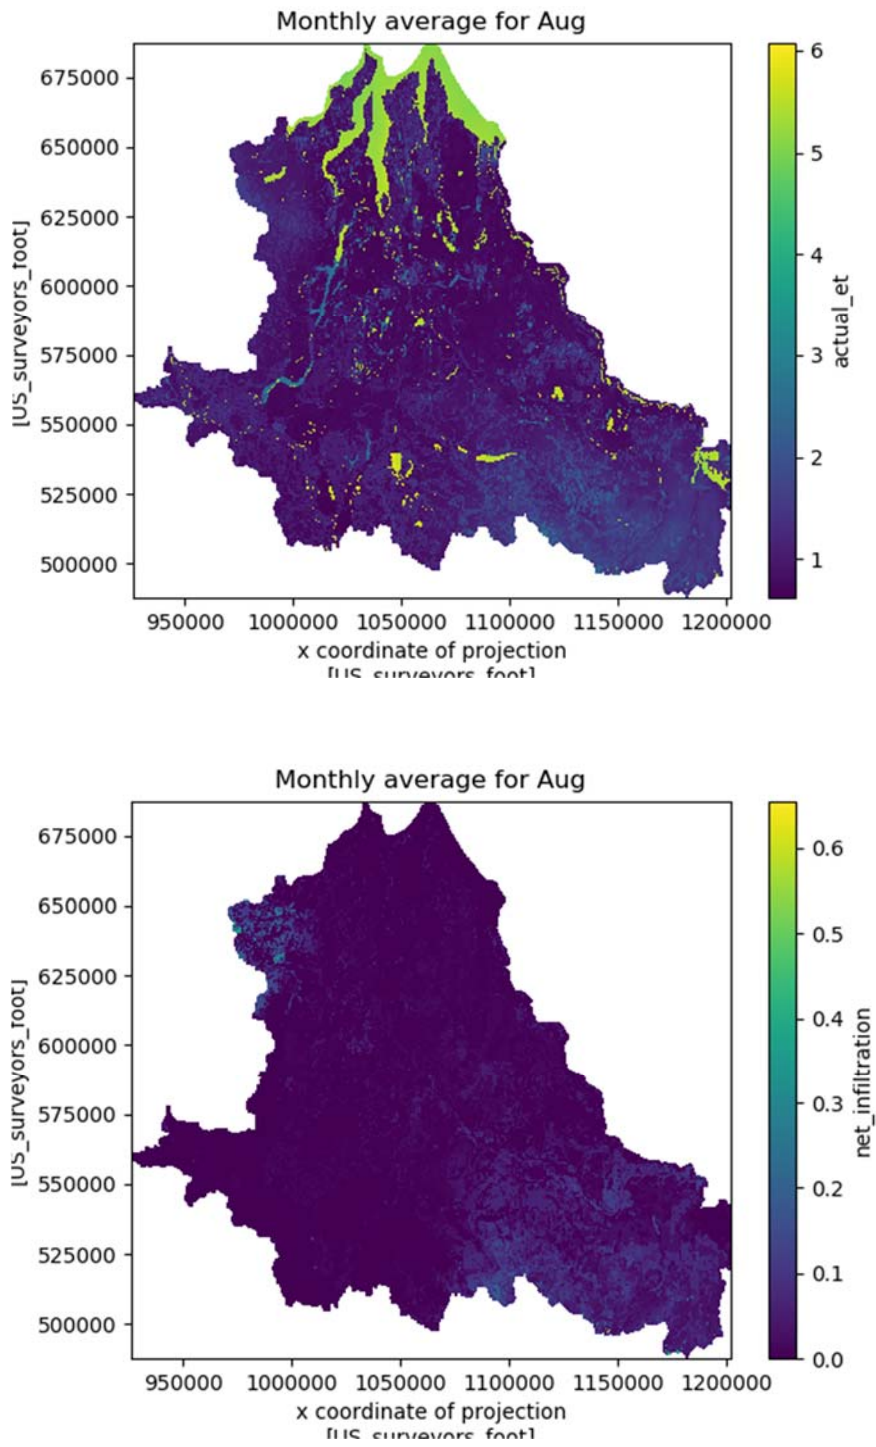 Monthly average for Aug
675000
650000
625000
600000
575000
550000
525000
500000
[US_surveyors_foot]
950000 1000000 1050000 1100000 1150000 1200000
x coordinate of projection
[US_surveyors_foot]
6
5
4
3
2
1
actual_et
Monthly average for Aug
675000
650000
625000
600000
575000
550000
525000
500000
[US_surveyors_foot]
950000 1000000 1050000 1100000 1150000 1200000
x coordinate of projection
[US_surveyors_foot]
0.6
0.5
0.4
0.3
0.2
0.1
0.0
net_infiltration